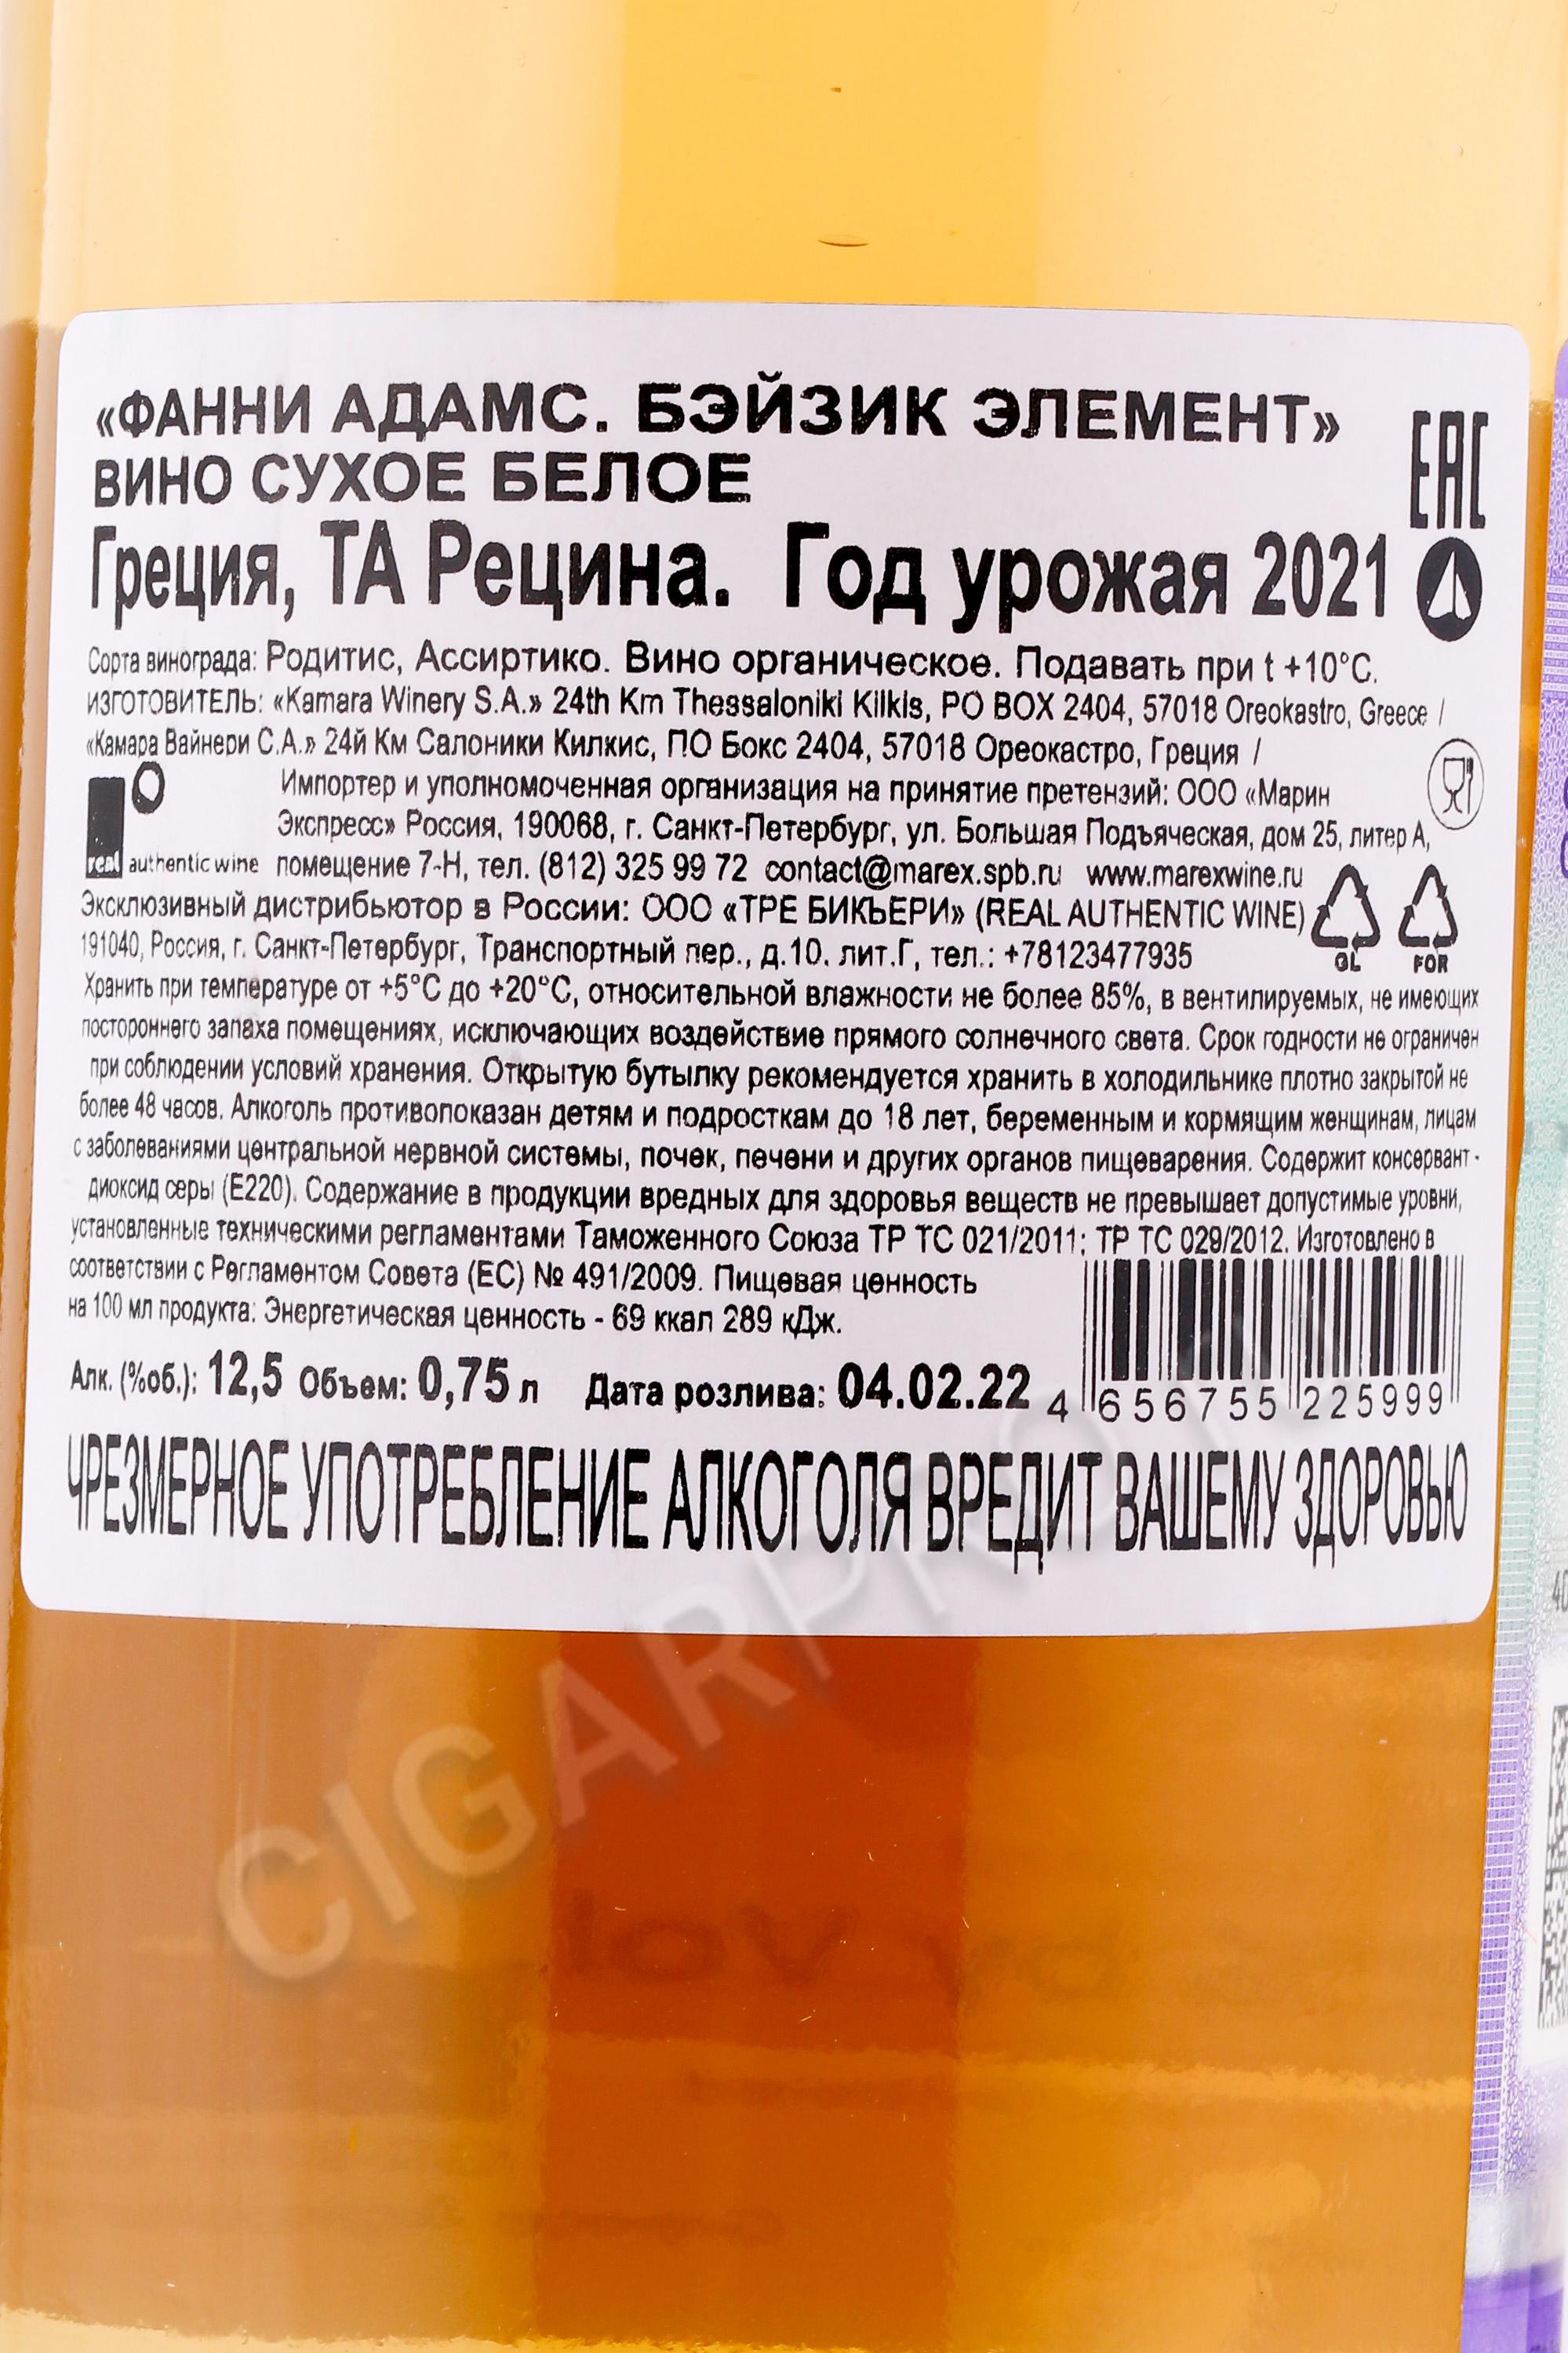 «ФАННИ АДАМС. БЭЙЗИК ЭЛЕМЕНТ»
ВИНО СУХОЕ БЕЛОЕ
EAC
Греция, ТА Рецина. Год урожая 2021
Сорта винограда: Родитис, Ассиртико. Вино органическое. Подавать при t +10°C.
ИЗГОТОВИТЕЛЬ: «Kamara Winery S.A.» 24th Km Thessaloniki Kilkis, PO BOX 2404, 57018 Oreokastro, Greece /
«Камара Вайнери С.А.» 24й Км Салоники Килкис, ПО Бокс 2404, 57018 Ореокастро, Греция /
Импортер и уполномоченная организация на принятие претензий: ООО «Марин
Экспресс» Россия, 190068, г. Санкт-Петербург, ул. Большая Подъяческая, дом 25, литер А,
real authentic wine помещение 7-Н, тел. (812) 325 99 72 contact@marex.spb.ru www.marexwine.ru
Эксклюзивный дистрибьютор в России: ООО «ТРЕ БИКЬЕРИ» (REAL AUTHENTIC WINE)
191040, Россия, г. Санкт-Петербург, Транспортный пер., д.10. лит.Г, тел.: +78123477935
GL FOR
Хранить при температуре от +5°C до +20°C, относительной влажности не более 85%, в вентилируемых, не имеющих
постороннего запаха помещениях, исключающих воздействие прямого солнечного света. Срок годности не ограничен
при соблюдении условий хранения. Открытую бутылку рекомендуется хранить в холодильнике плотно закрытой не
более 48 часов. Алкоголь противопоказан детям и подросткам до 18 лет, беременным и кормящим женщинам, лицам
с заболеваниями центральной нервной системы, почек, печени и других органов пищеварения. Содержит консервант -
диоксид серы (E220). Содержание в продукции вредных для здоровья веществ не превышает допустимые уровни,
установленные техническими регламентами Таможенного Союза ТР ТС 021/2011; ТР ТС 029/2012. Изготовлено в
соответствии с Регламентом Совета (ЕС) № 491/2009. Пищевая ценность
на 100 мл продукта: Энергетическая ценность - 69 ккал 289 кДж.
Алк. (%об.): 12,5 Объем: 0,75 л Дата розлива: 04.02.22
4 656755 225999
ЧРЕЗМЕРНОЕ УПОТРЕБЛЕНИЕ АЛКОГОЛЯ ВРЕДИТ ВАШЕМУ ЗДОРОВЬЮ